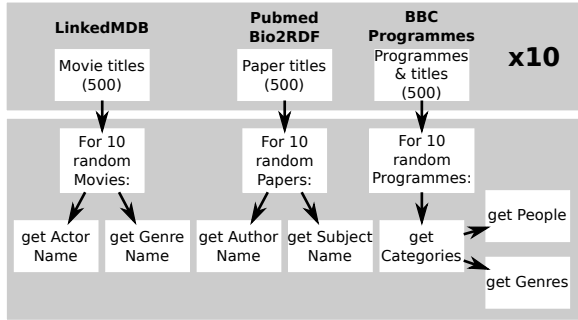 LinkedMDB
Pubmed
Bio2RDF
BBC
Programmes
x10
Movie titles
(500)
Paper titles
(500)
Programmes
& titles
(500)
For 10
random
Movies:
For 10
random
Papers:
For 10
random
Programmes:
get Actor
Name
get Genre
Name
get Author
Name
get Subject
Name
get
Categories
get People
get Genres